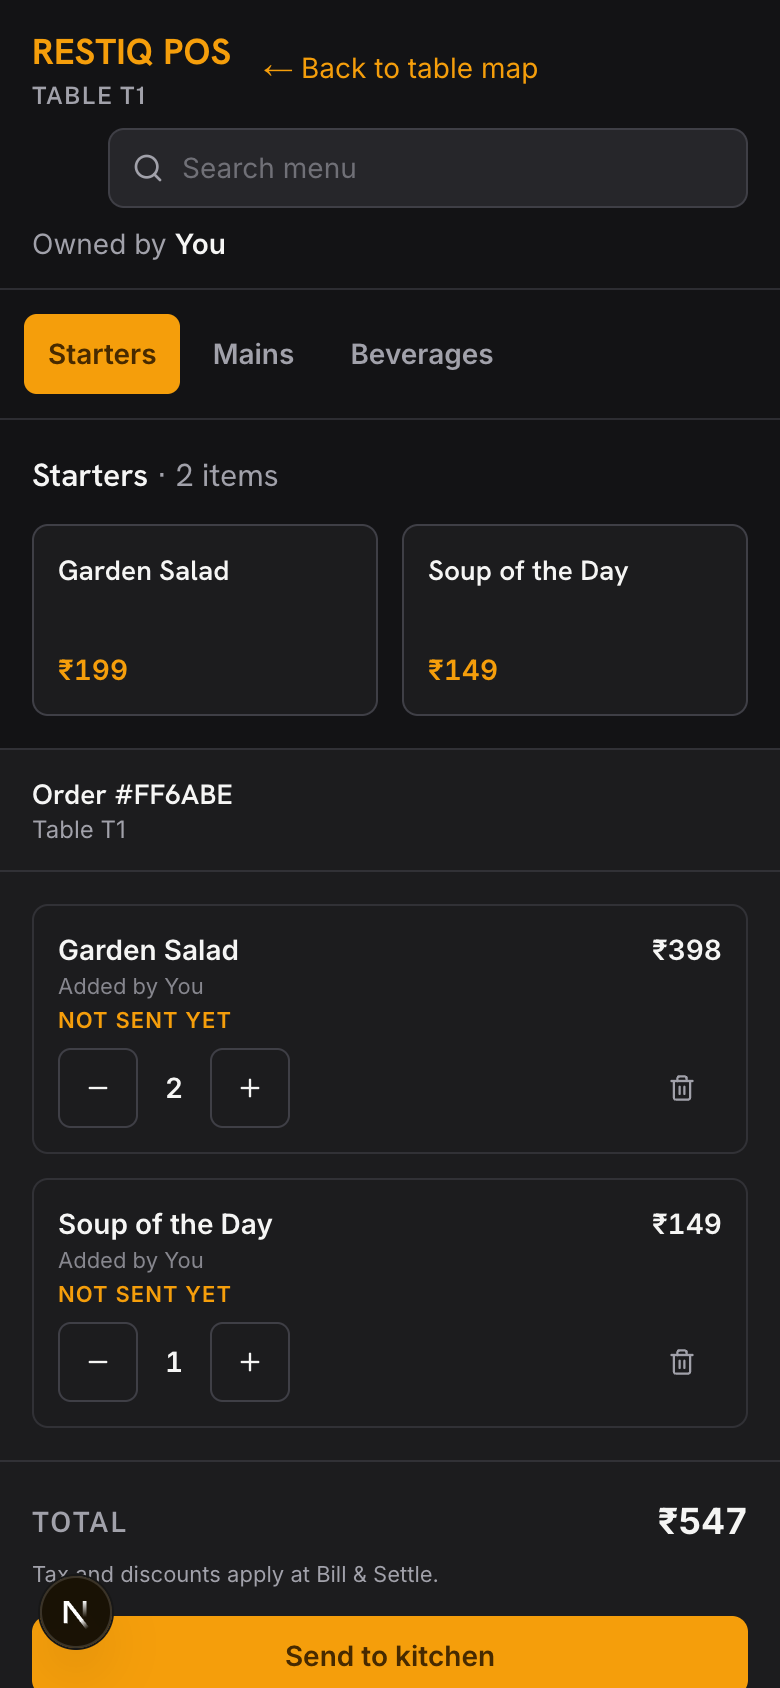 RESTIQ POS
← Back to table map
TABLE T1
Search menu
Owned by You
Starters
Mains
Beverages
Starters · 2 items
Garden Salad
₹199
Soup of the Day
₹149
Order #FF6ABE
Table T1
Garden Salad
₹398
Added by You
NOT SENT YET
− 2 +
Soup of the Day
₹149
Added by You
NOT SENT YET
− 1 +
TOTAL
₹547
Tax and discounts apply at Bill & Settle.
N
Send to kitchen